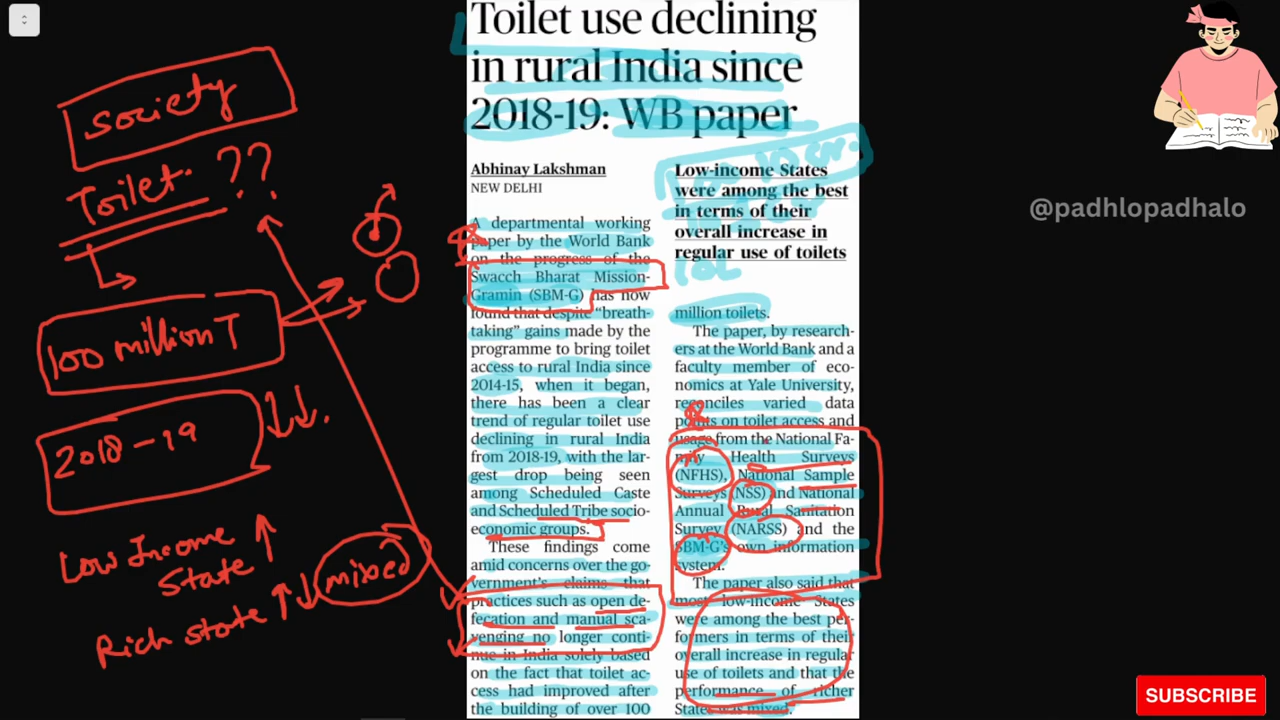 Toilet use declining
in rural India since
2018-19: WB paper
Abhinay Lakshman
NEW DELHI
A departmental working
paper by the World Bank
on the progress of the
Swacch Bharat Mission-
Gramin (SBM-G) has now
found that despite “breath-
taking” gains made by the
programme to bring toilet
access to rural India since
2014-15, when it began,
there has been a clear
trend of regular toilet use
declining in rural India
from 2018-19, with the lar-
gest drop being seen
among Scheduled Caste
and Scheduled Tribe socio-
economic groups.
These findings come
amid concerns over the go-
vernment’s claims that
practices such as open de-
fecation and manual sca-
venging no longer conti-
nue in India solely based
on the fact that toilet ac-
cess had improved after
the building of over 100
Low-income States
were among the best
in terms of their
overall increase in
regular use of toilets
million toilets.
The paper, by research-
ers at the World Bank and a
faculty member of eco-
nomics at Yale University,
reconciles varied data
points on toilet access and
usage from the National Fa-
mily Health Surveys
(NFHS), National Sample
Surveys (NSS) and National
Annual Rural Sanitation
Survey (NARSS) and the
SBM-G’s own information
system.
The paper also said that
most low-income States
were among the best per-
formers in terms of their
overall increase in regular
use of toilets and that the
performance of richer
States was mixed.
Society
Toilet. ??
100 million T
2018-19
Low Income
State
Rich state
mixed
10 cr.
@padhlopadhalo
SUBSCRIBE